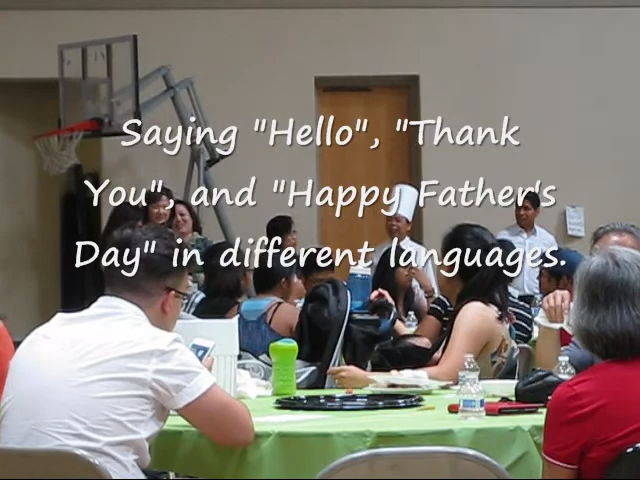 Saying "Hello", "Thank
You", and "Happy Father's
Day" in different languages.